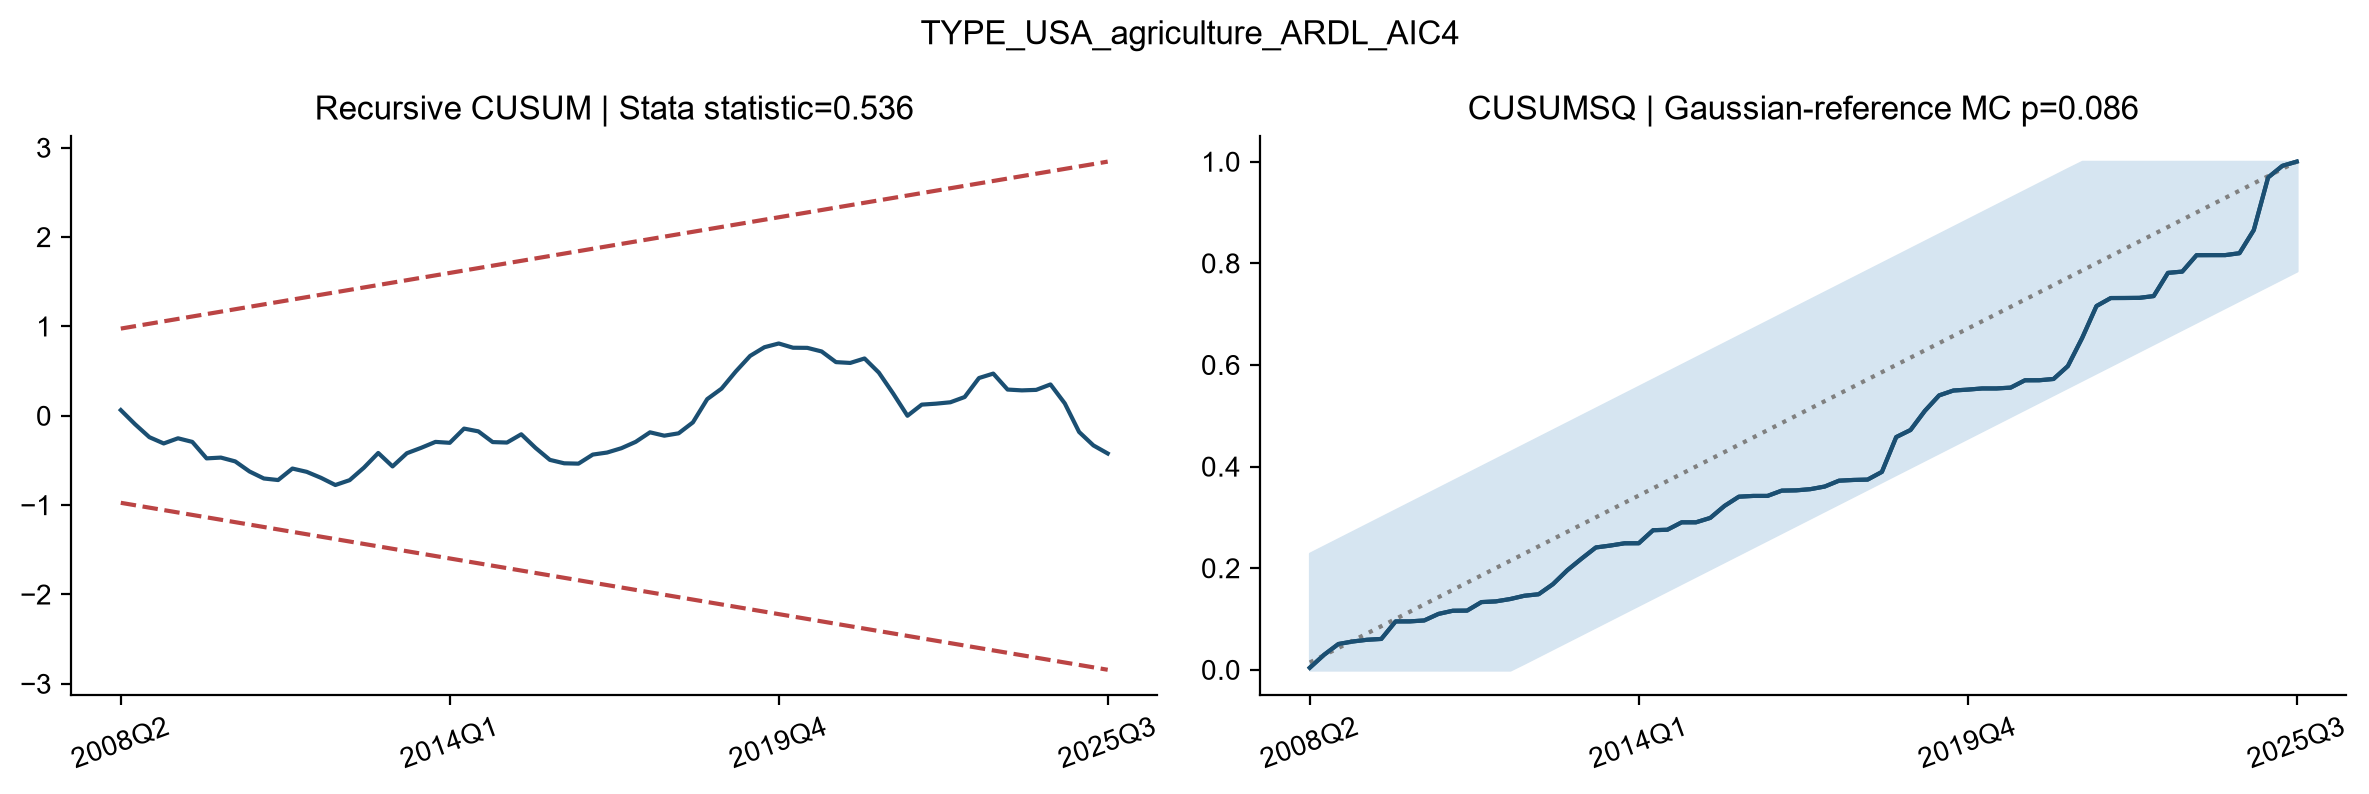 TYPE_USA_agriculture_ARDL_AIC4
Recursive CUSUM | Stata statistic=0.536
3
2
1
0
−1
−2
−3
2008Q2
2014Q1
2019Q4
2025Q3
CUSUMSQ | Gaussian-reference MC p=0.086
1.0
0.8
0.6
0.4
0.2
0.0
2008Q2
2014Q1
2019Q4
2025Q3